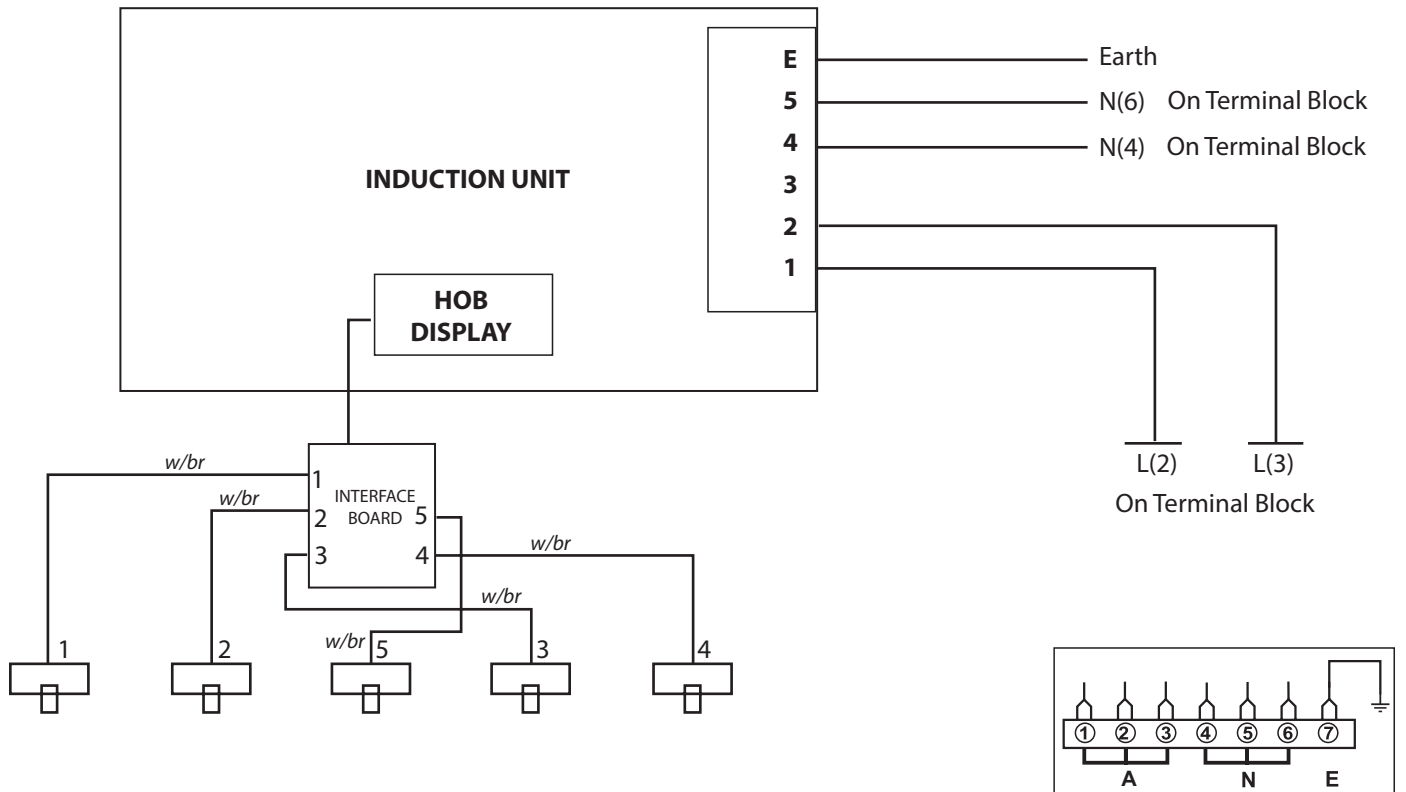 E
Earth
5
N(6) On Terminal Block
4
N(4) On Terminal Block
INDUCTION UNIT
3
2
1
HOB
DISPLAY
L(2)
L(3)
On Terminal Block
w/br
1
w/br
INTERFACE
2
BOARD
5
3
4
w/br
w/br
w/br
1
2
5
3
4
1 2 3 4 5 6 7
A N E